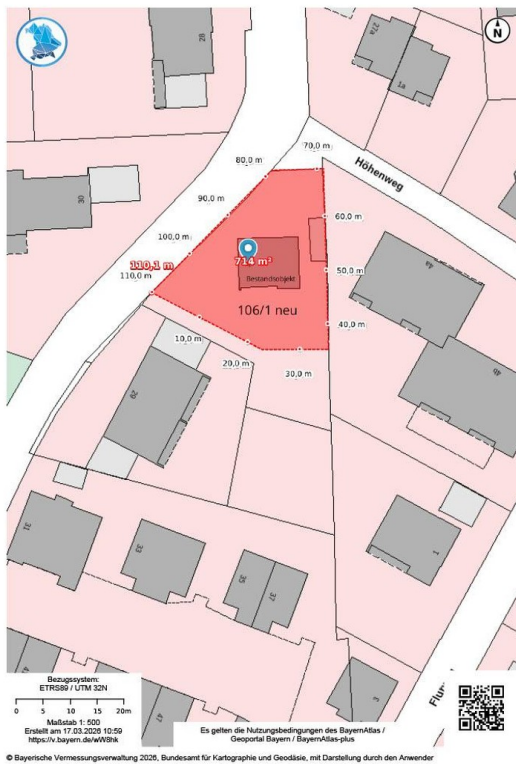 N
28
27a
1a
70,0 m
Höhenweg
80,0 m
30
90,0 m
60,0 m
100,0 m
4a
110,1 m
714 m²
50,0 m
110,0 m
Bestandsobjekt
106/1 neu
40,0 m
10,0 m
20,0 m
30,0 m
4b
29
31
33
35
37
1
3
47
Bezugssystem:
ETRS89 / UTM 32N
0 5 10 15 20m
Maßstab 1: 500
Erstellt am 17.03.2026 10:59
https://v.bayern.de/wW8hk
Es gelten die Nutzungsbedingungen des BayernAtlas /
Geoportal Bayern / BayernAtlas-plus
© Bayerische Vermessungsverwaltung 2026, Bundesamt für Kartographie und Geodäsie, mit Darstellung durch den Anwender